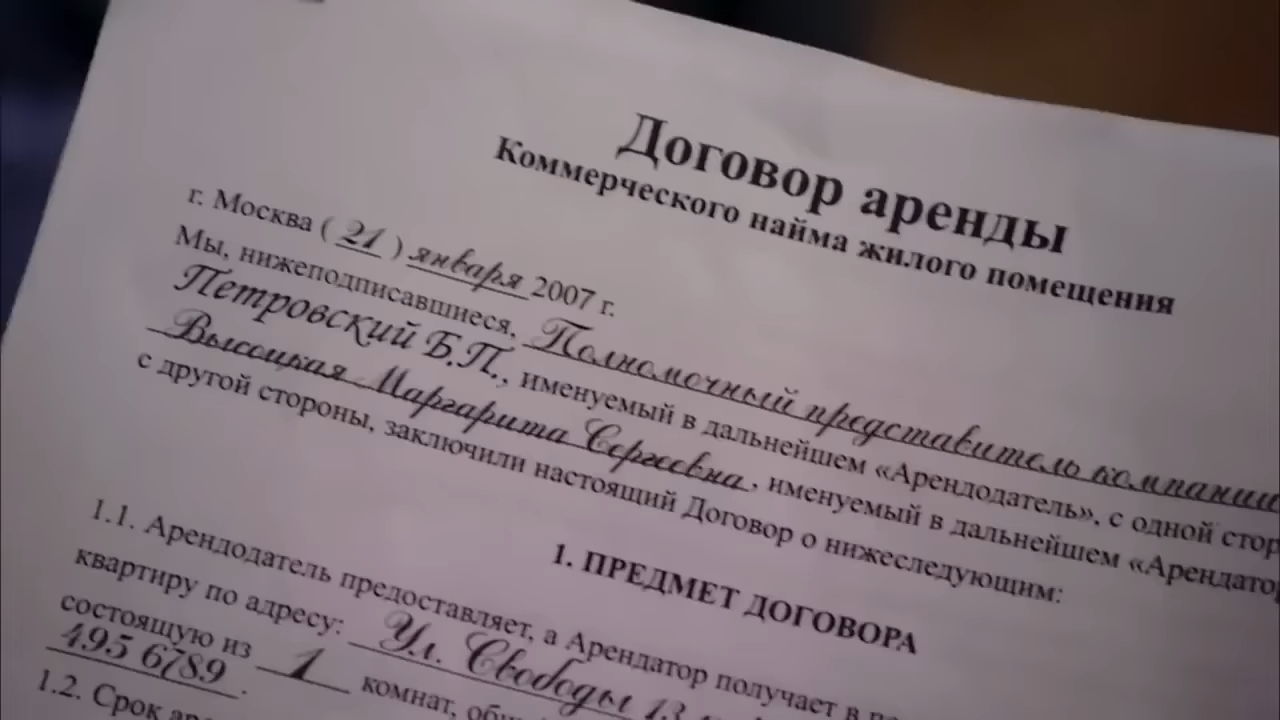 Договор аренды
Коммерческого найма жилого помещения
г. Москва ( 21 ) января 2007 г.
Мы, нижеподписавшиеся, Полномочный представитель компании
Петровский Б.П., именуемый в дальнейшем «Арендодатель», с одной
Высоцкая Маргарита Сергеевна, именуемый в дальнейшем
с другой стороны, заключили настоящий Договор о нижеследующим:
1. ПРЕДМЕТ ДОГОВОРА
1.1. Арендодатель предоставляет, а Арендатор получает в
квартиру по адресу: Ул. Свободы 13
состоящую из 1 комнат,
495 6789 .
1.2. Срок